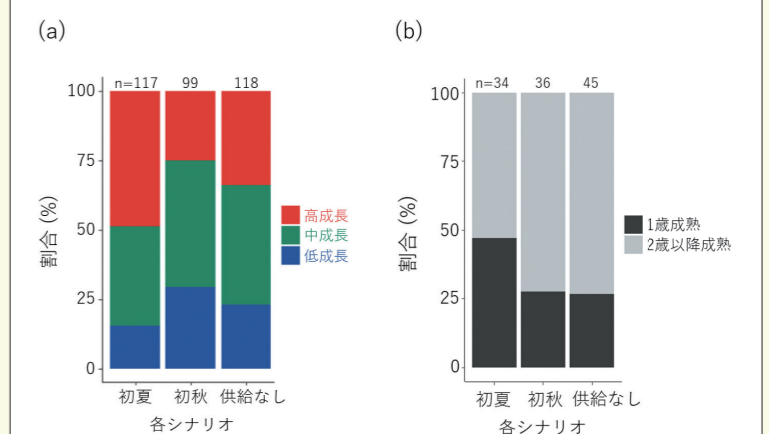 (a)
n=117 99 118
100
75
50
25
0
割合 (%)
初夏 初秋 供給なし
各シナリオ
高成長
中成長
低成長
(b)
n=34 36 45
100
75
50
25
0
割合 (%)
初夏 初秋 供給なし
各シナリオ
1歳成熟
2歳以降成熟